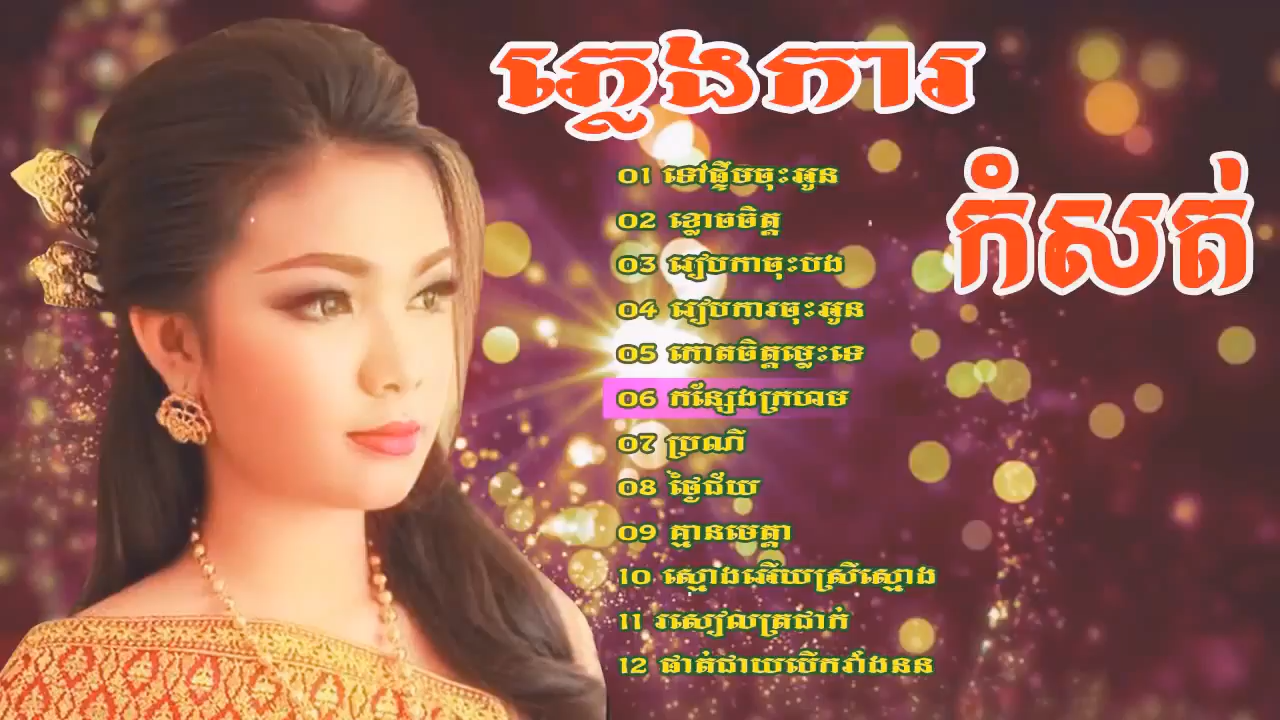 ភ្លេងការ
កំសត់
01 ទៅផ្ទឹមចុះអូន
02 ខ្លោចចិត្ត
03 រៀបកាចុះបង
04 រៀបការចុះអូន
05 កោតចិត្តម្លេះទេ
06 កន្សែងក្រហម
07 ប្រណី
08 ថ្ងៃជ័យ
09 គ្មានមេត្តា
10 ស្មោងអើយស្រីស្មោង
11 រសៀលត្រជាក់
12 ផាត់ជាយបើករាំងនន